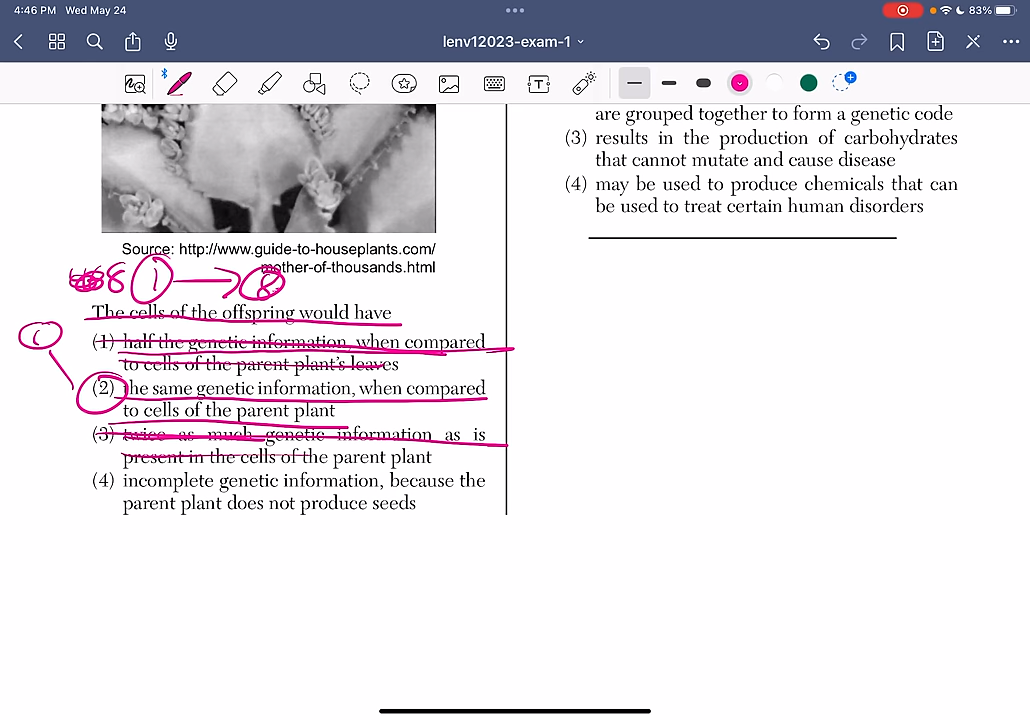 4:46 PM Wed May 24
83%
lenv12023-exam-1
T
Source: http://www.guide-to-houseplants.com/
mother-of-thousands.html
8 1 8
The cells of the offspring would have
(1) half the genetic information, when compared
to cells of the parent plant's leaves
(2) the same genetic information, when compared
to cells of the parent plant
(3) twice as much genetic information as is
present in the cells of the parent plant
(4) incomplete genetic information, because the
parent plant does not produce seeds
are grouped together to form a genetic code
(3) results in the production of carbohydrates
that cannot mutate and cause disease
(4) may be used to produce chemicals that can
be used to treat certain human disorders